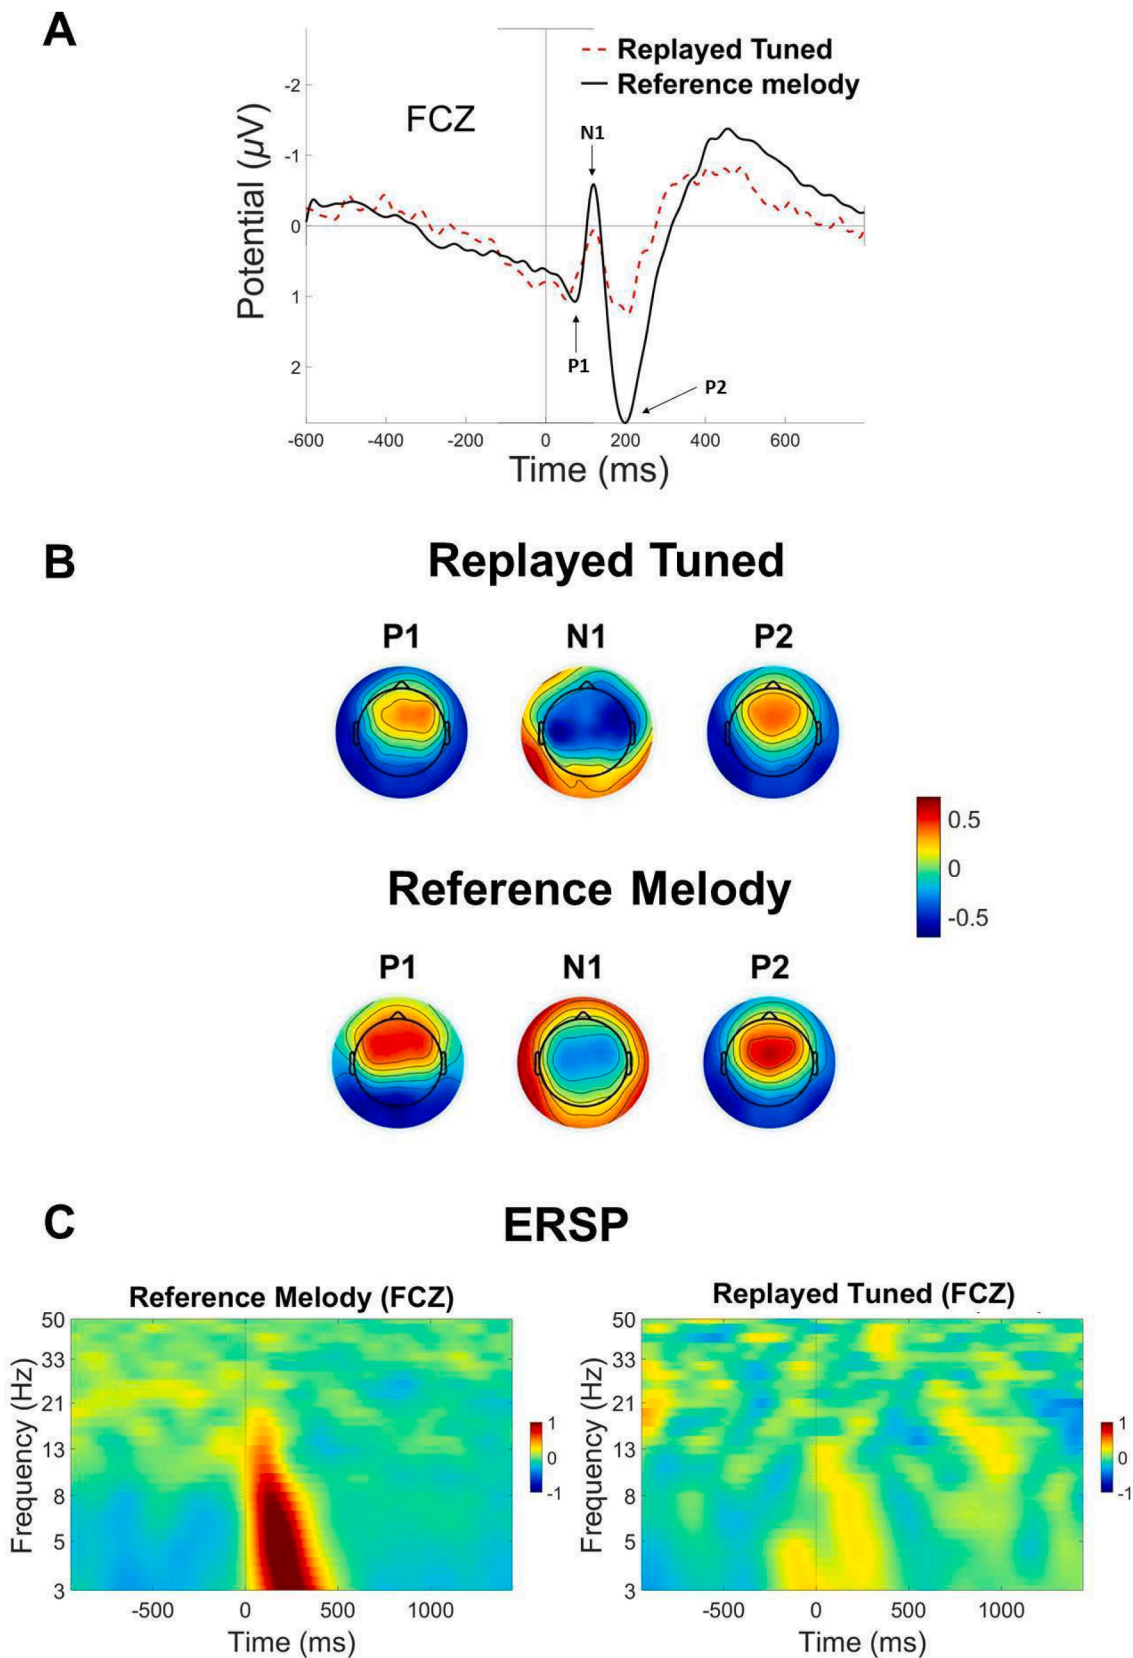 A
Replayed Tuned
Reference melody
FCZ
N1
P1
P2
Potential (µV)
-2
-1
0
1
2
-600 -400 -200 0 200 400 600
Time (ms)
B
Replayed Tuned
P1 N1 P2
0.5
0
-0.5
Reference Melody
P1 N1 P2
C
ERSP
Reference Melody (FCZ)
Frequency (Hz)
50
33
21
13
8
5
3
-500 0 500 1000
Time (ms)
1
0
-1
Replayed Tuned (FCZ)
Frequency (Hz)
50
33
21
13
8
5
3
-500 0 500 1000
Time (ms)
1
0
-1